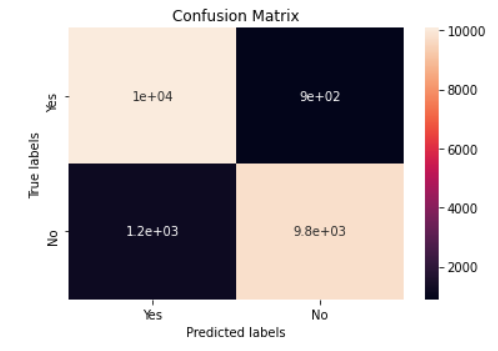 Confusion Matrix
10000
1e+04 9e+02
Yes
8000
True labels
6000
4000
1.2e+03 9.8e+03
No
2000
Yes No
Predicted labels